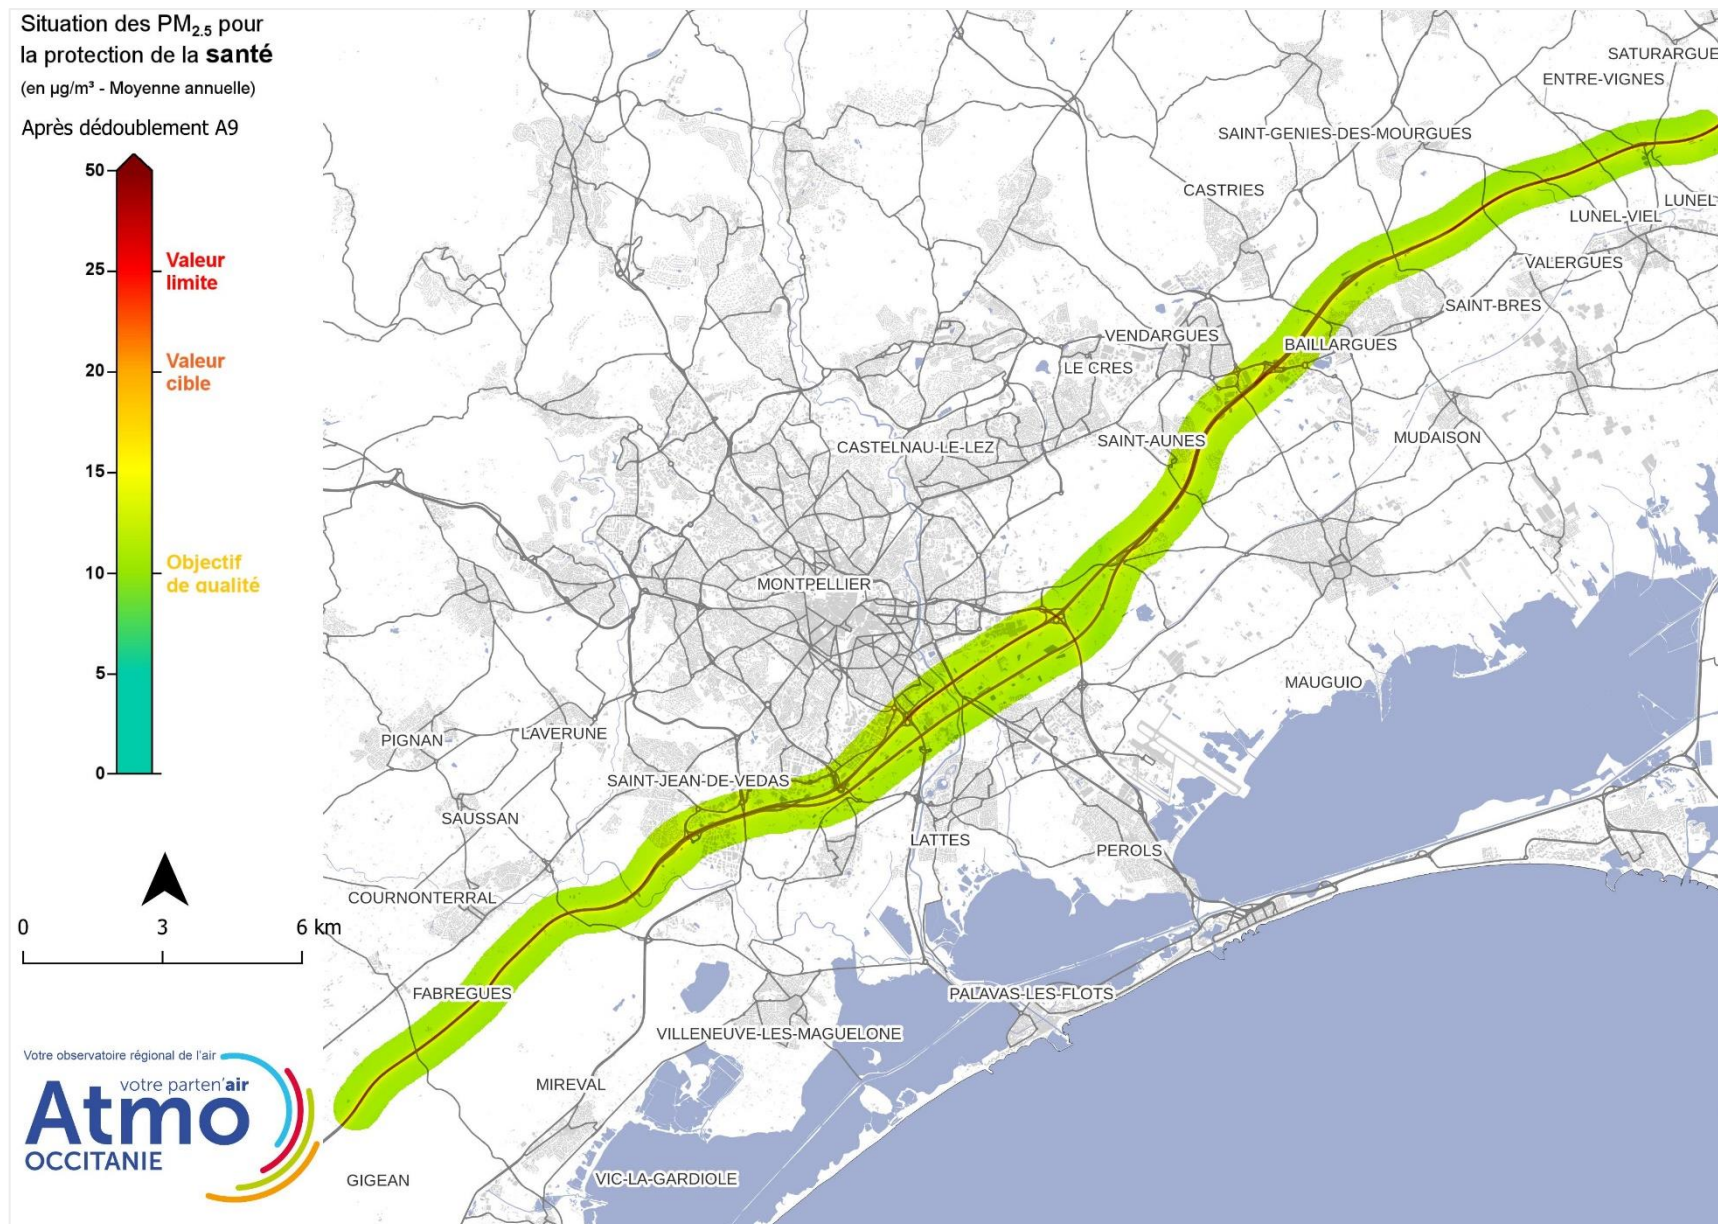 Situation des PM2.5 pour
la protection de la santé
(en µg/m³ - Moyenne annuelle)
Après dédoublement A9
50
25
Valeur
limite
20
Valeur
cible
15
10
Objectif
de qualité
5
0
0 3 6 km
Votre observatoire régional de l'air
votre parten'air
Atmo
OCCITANIE
SATURARGUE
ENTRE-VIGNES
SAINT-GENIES-DES-MOURGUES
CASTRIES
LUNEL
LUNEL-VIEL
VALERGUES
SAINT-BRES
VENDARGUES
BAILLARGUES
LE CRES
MUDAISON
SAINT-AUNES
CASTELNAU-LE-LEZ
MONTPELLIER
MAUGUIO
LAVERUNE
PIGNAN
SAINT-JEAN-DE-VEDAS
SAUSSAN
LATTES
PEROLS
COURNONTERRAL
FABREGUES
PALAVAS-LES-FLOTS
VILLENEUVE-LES-MAGUELONE
MIREVAL
GIGEAN
VIC-LA-GARDIOLE